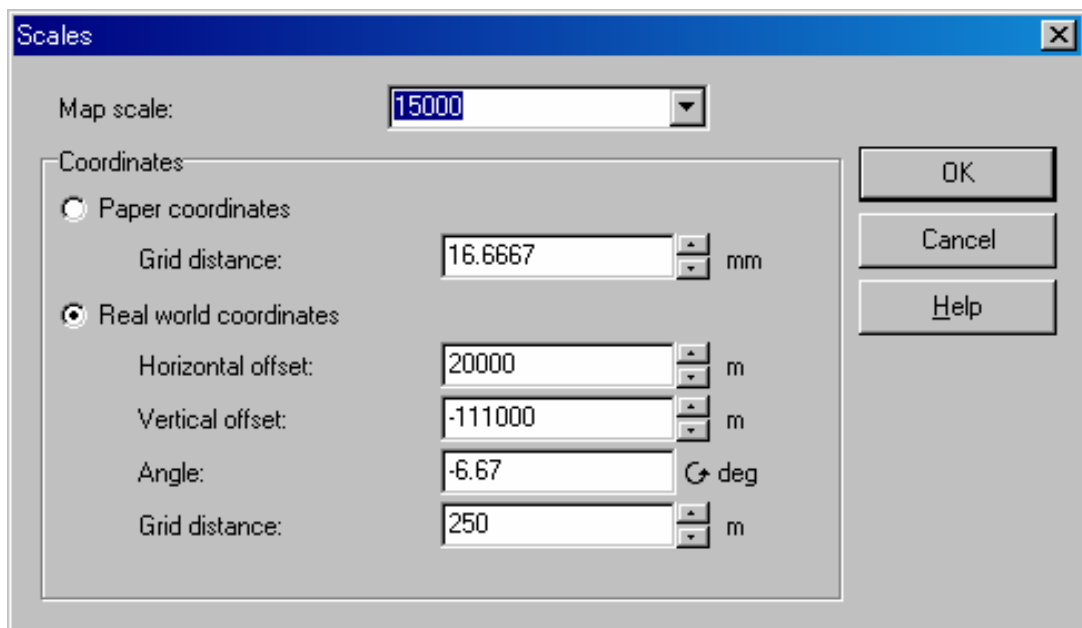 Scales
Map scale: 15000
Coordinates
OK
Paper coordinates
Cancel
Grid distance: 16.6667 mm
Help
Real world coordinates
Horizontal offset: 20000 m
Vertical offset: -111000 m
Angle: -6.67 deg
Grid distance: 250 m